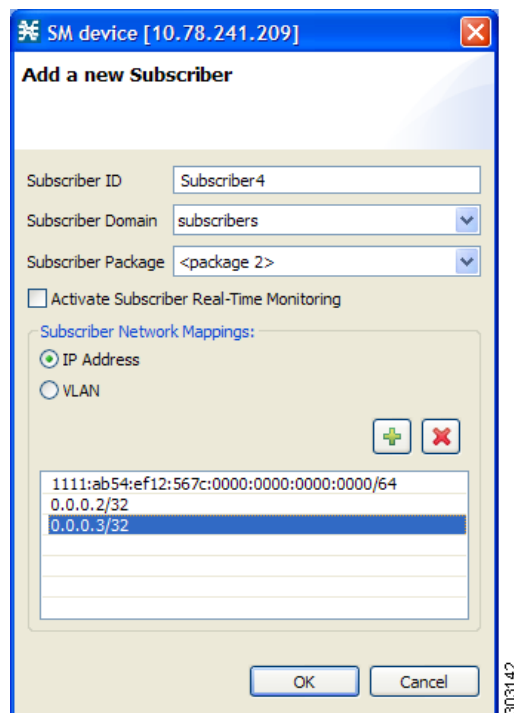 SM device [10.78.241.209]
Add a new Subscriber
Subscriber ID Subscriber4
Subscriber Domain subscribers
Subscriber Package <package 2>
Activate Subscriber Real-Time Monitoring
Subscriber Network Mappings:
IP Address
VLAN
1111:ab54:ef12:567c:0000:0000:0000:0000/64
0.0.0.2/32
0.0.0.3/32
OK Cancel
303142